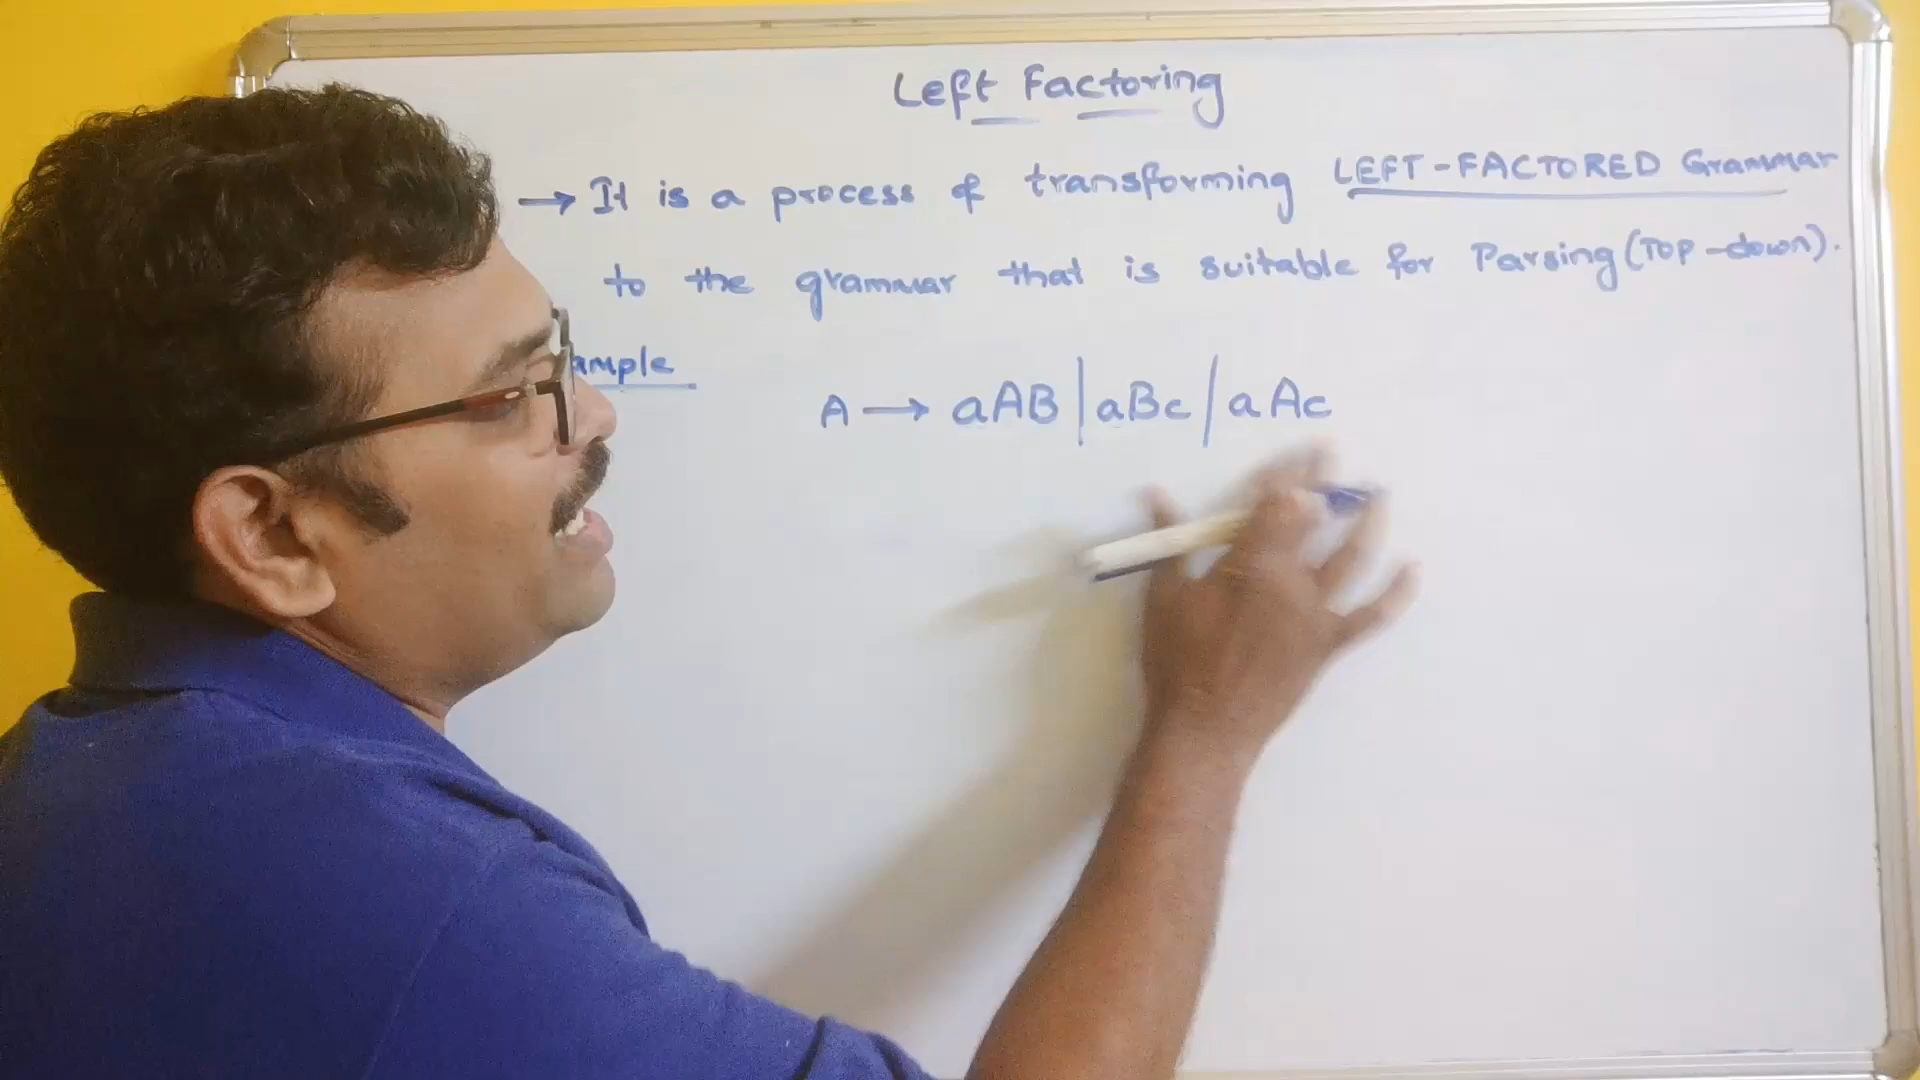 Left Factoring
→ It is a process of transforming LEFT-FACTORED Grammar
to the grammar that is suitable for Parsing (Top-down).
ample
A → aAB | aBc / aAc